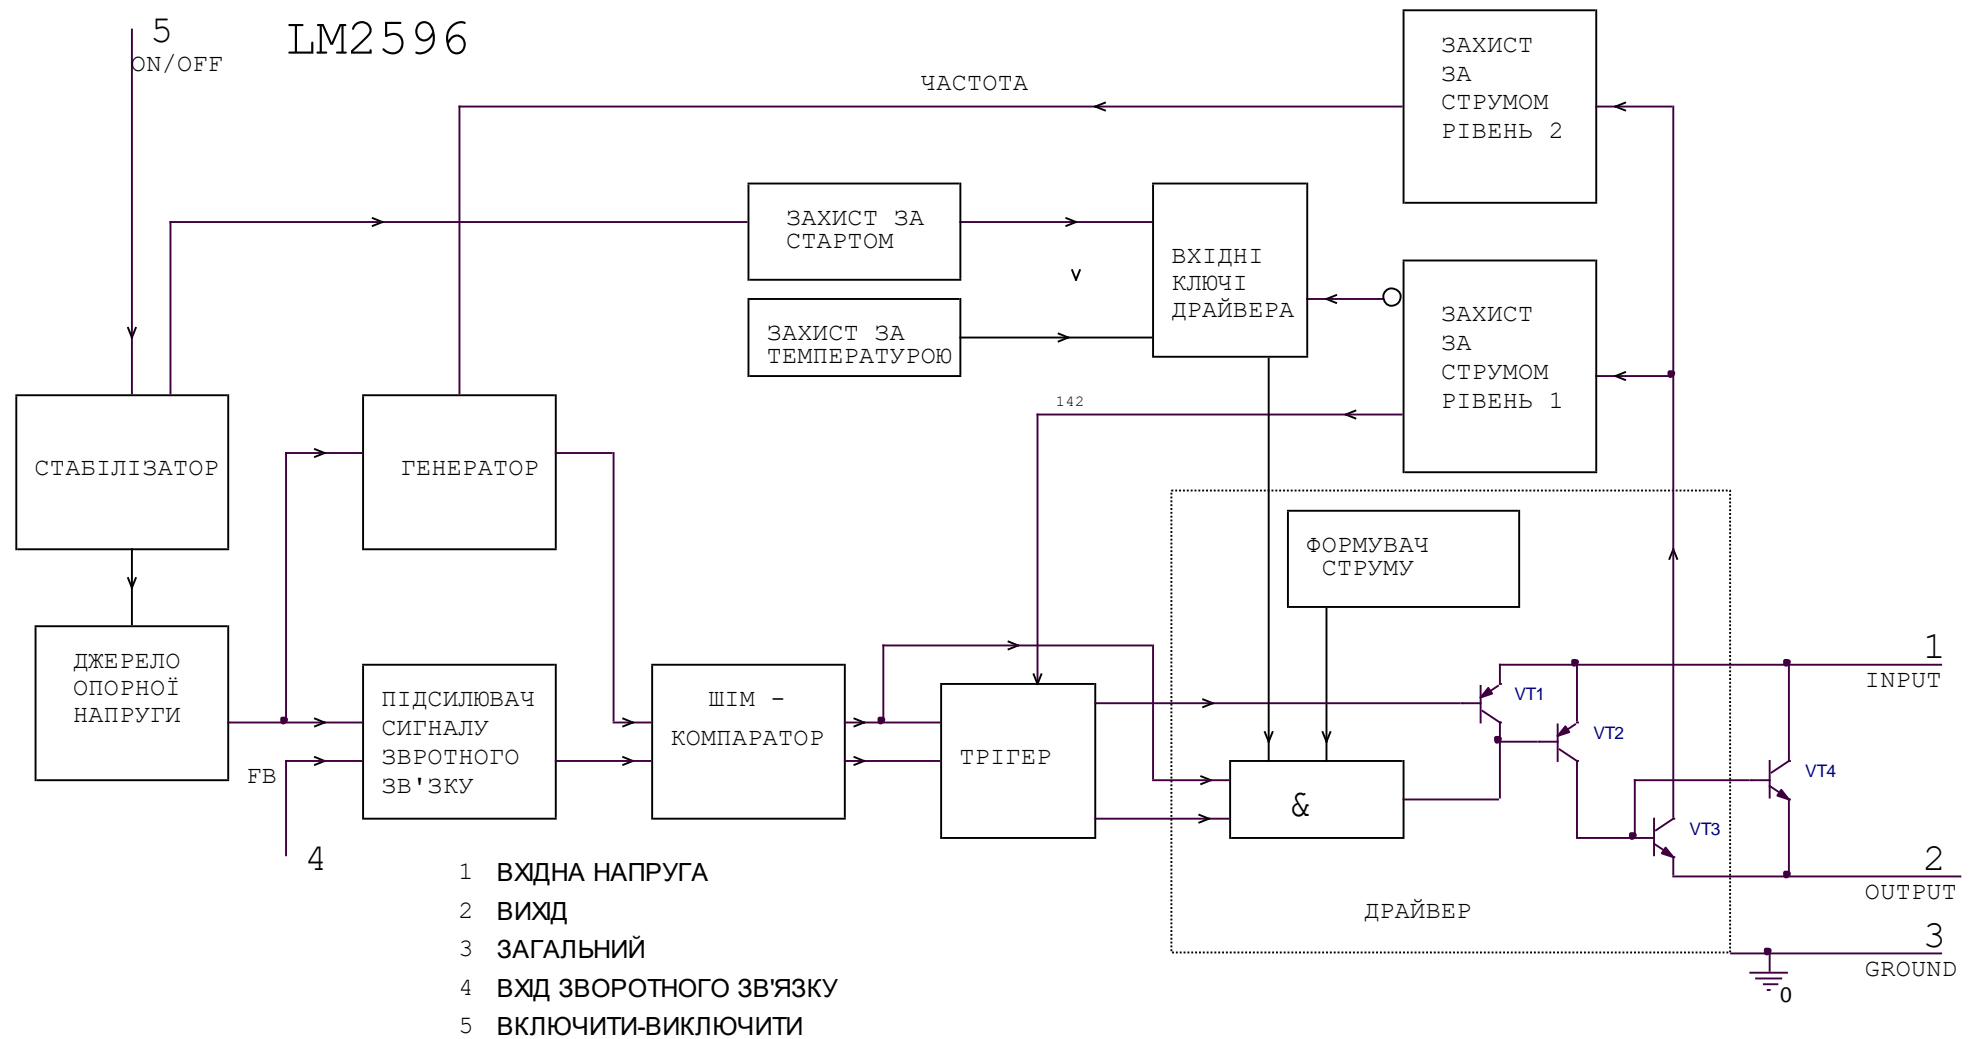 5
ON/OFF
LM2596
ЧАСТОТА
ЗАХИСТ
ЗА
СТРУМОМ
РІВЕНЬ 2
ЗАХИСТ ЗА
СТАРТОМ
ВХІДНІ
КЛЮЧІ
ДРАЙВЕРА
v
ЗАХИСТ ЗА
ТЕМПЕРАТУРОЮ
ЗАХИСТ
ЗА
СТРУМОМ
РІВЕНЬ 1
142
СТАБІЛІЗАТОР
ГЕНЕРАТОР
ФОРМУВАЧ
СТРУМУ
ДЖЕРЕЛО
ОПОРНОЇ
НАПРУГИ
ПІДСИЛЮВАЧ
СИГНАЛУ
ЗВРОТНОГО
ЗВ'ЗКУ
ШІМ -
КОМПАРАТОР
ТРІГЕР
&
VT1
VT2
VT3
VT4
1
INPUT
2
OUTPUT
3
GROUND
0
FB
4
ДРАЙВЕР
1 ВХІДНА НАПРУГА
2 ВИХІД
3 ЗАГАЛЬНИЙ
4 ВХІД ЗВОРОТНОГО ЗВ'ЯЗКУ
5 ВКЛЮЧИТИ-ВИКЛЮЧИТИ